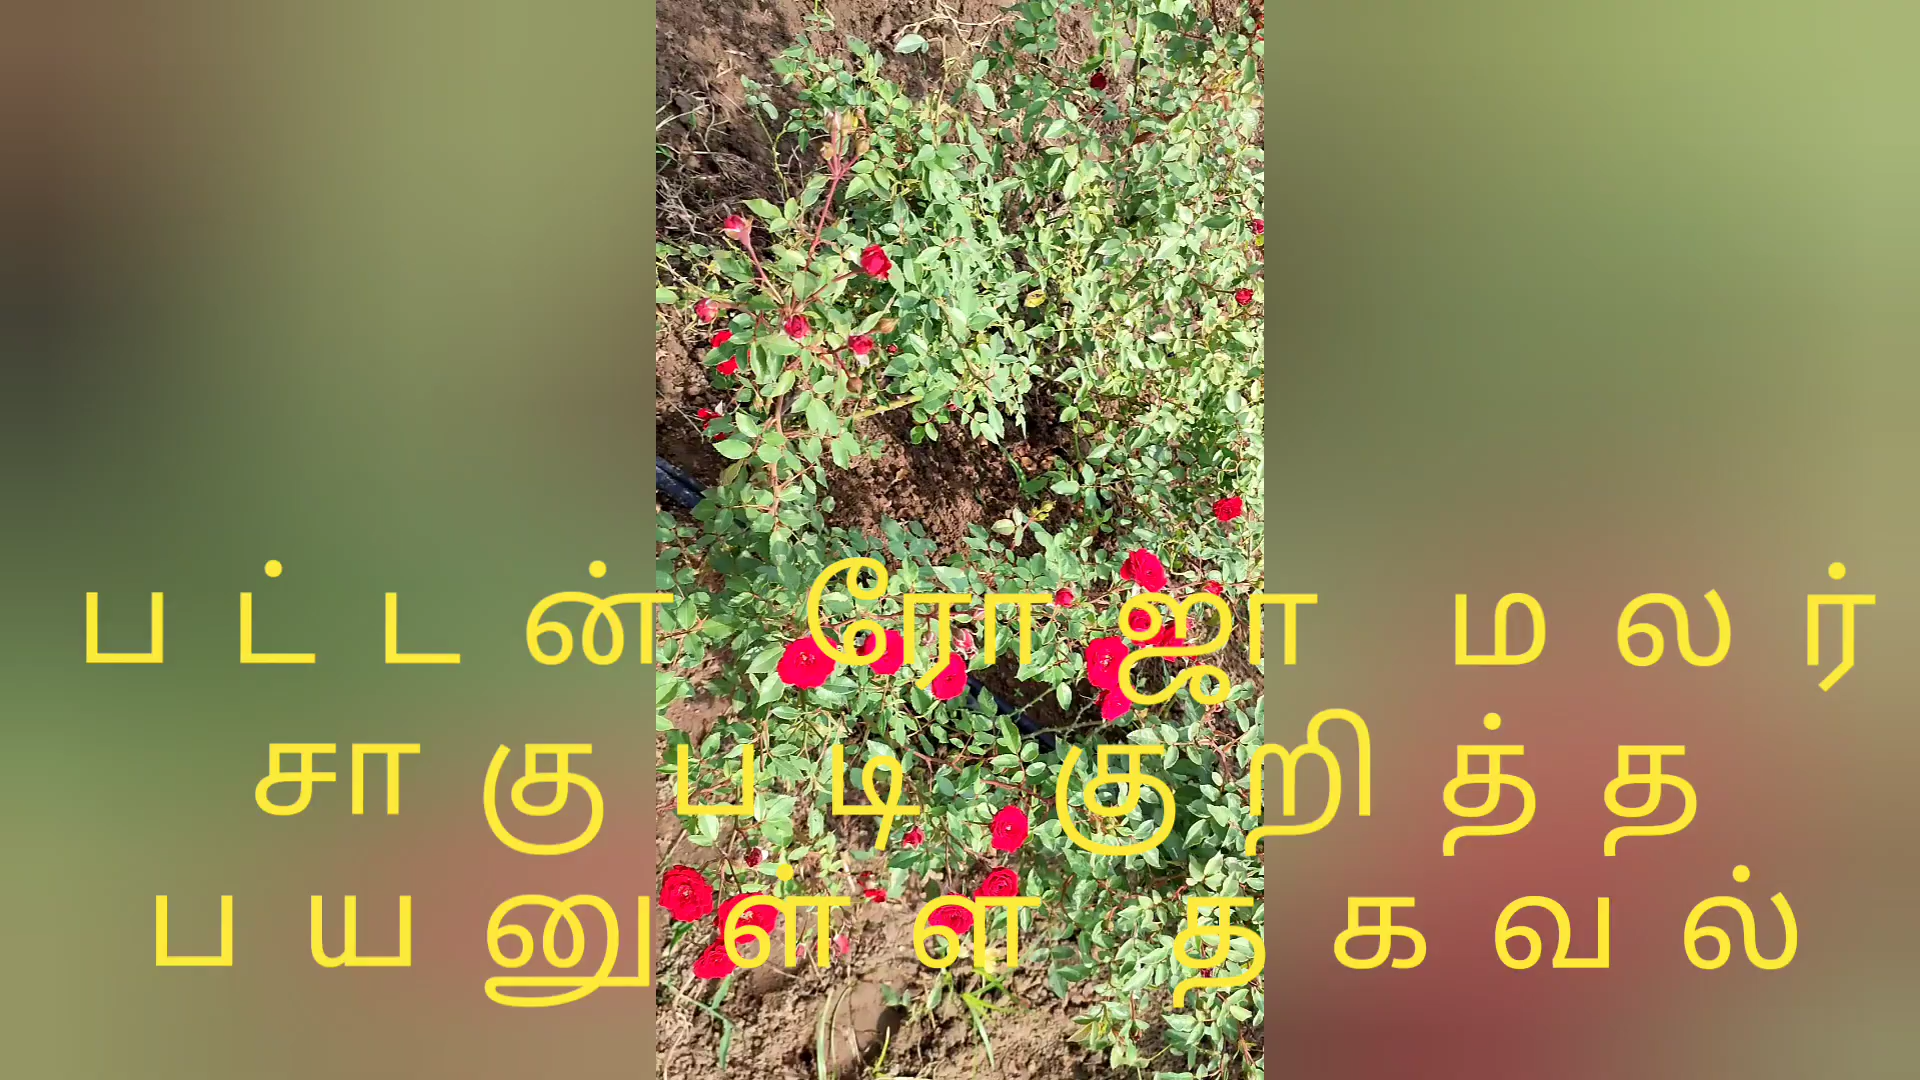 பட்டன் ரோஜா மலர்
சாகுபடி குறித்த
பயனுள்ள தகவல்